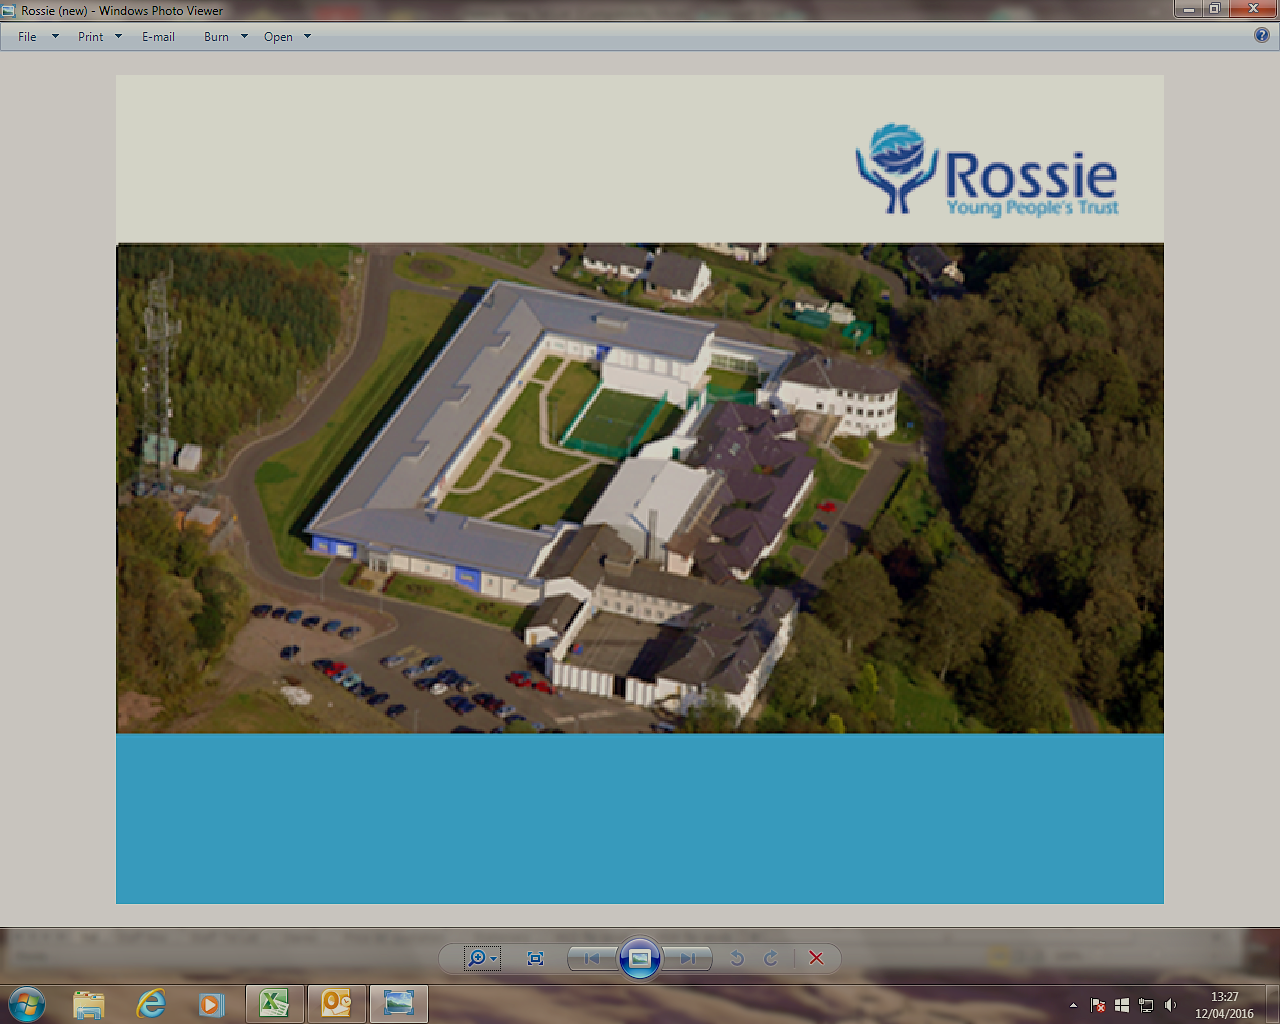 Rossie (new) - Windows Photo Viewer
File Print E-mail Burn Open
Rossie
Young People's Trust
13:27
12/04/2016